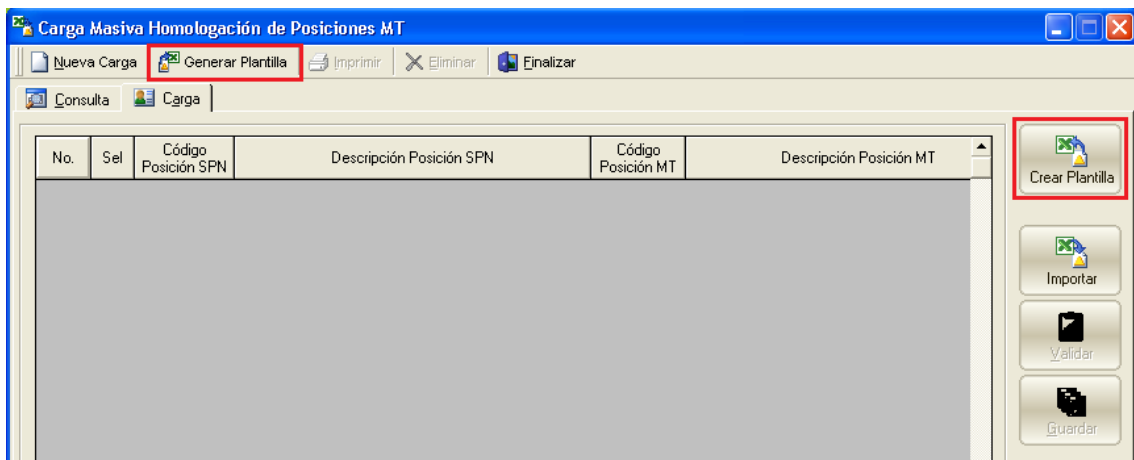 Carga Masiva Homologación de Posiciones MT
Nueva Carga Generar Plantilla Imprimir Eliminar Finalizar
Consulta Carga
No. Sel Código Posición SPN Descripción Posición SPN Código Posición MT Descripción Posición MT
Crear Plantilla
Importar
Validar
Guardar